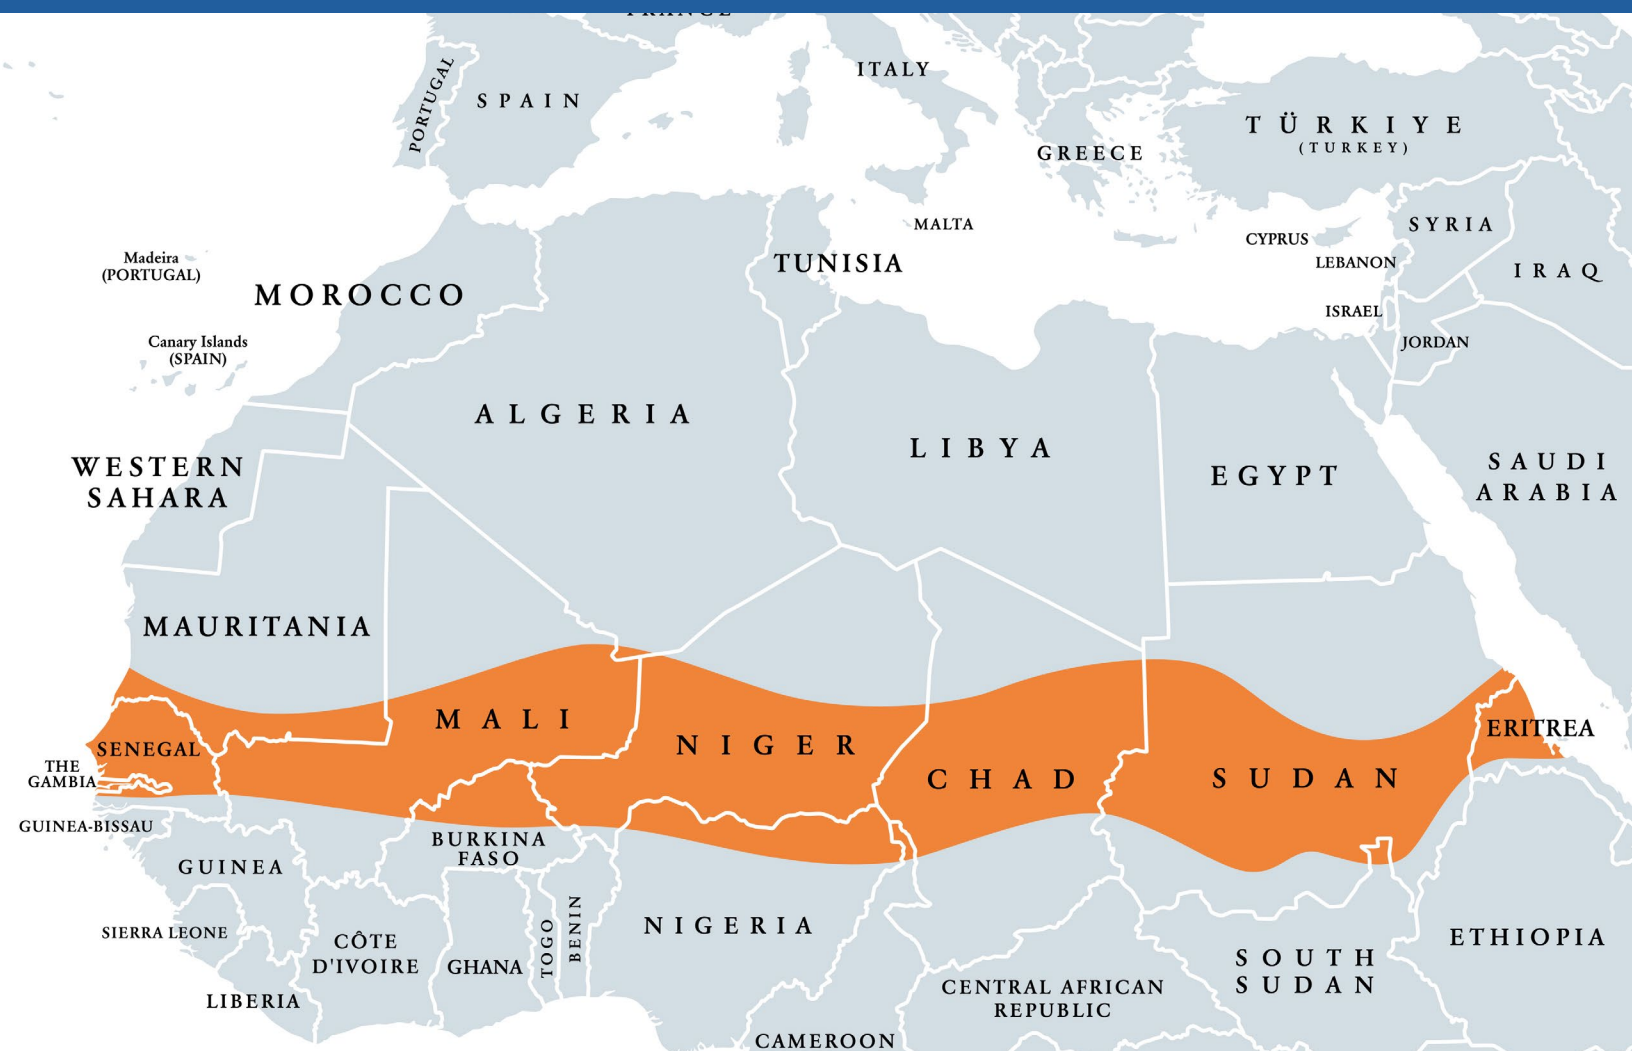 FRANCE
ITALY
PORTUGAL
SPAIN
TÜRKIYE
(TURKEY)
GREECE
MALTA
SYRIA
CYPRUS
LEBANON
Madeira
(PORTUGAL)
TUNISIA
IRAQ
MOROCCO
ISRAEL
JORDAN
Canary Islands
(SPAIN)
ALGERIA
LIBYA
WESTERN
SAHARA
EGYPT
SAUDI
ARABIA
MAURITANIA
MALI
NIGER
CHAD
SUDAN
ERITREA
SENEGAL
THE
GAMBIA
GUINEA-BISSAU
BURKINA
FASO
GUINEA
SIERRA LEONE
CÔTE
D'IVOIRE
GHANA
TOGO
BENIN
NIGERIA
ETHIOPIA
SOUTH
SUDAN
LIBERIA
CENTRAL AFRICAN
REPUBLIC
CAMEROON